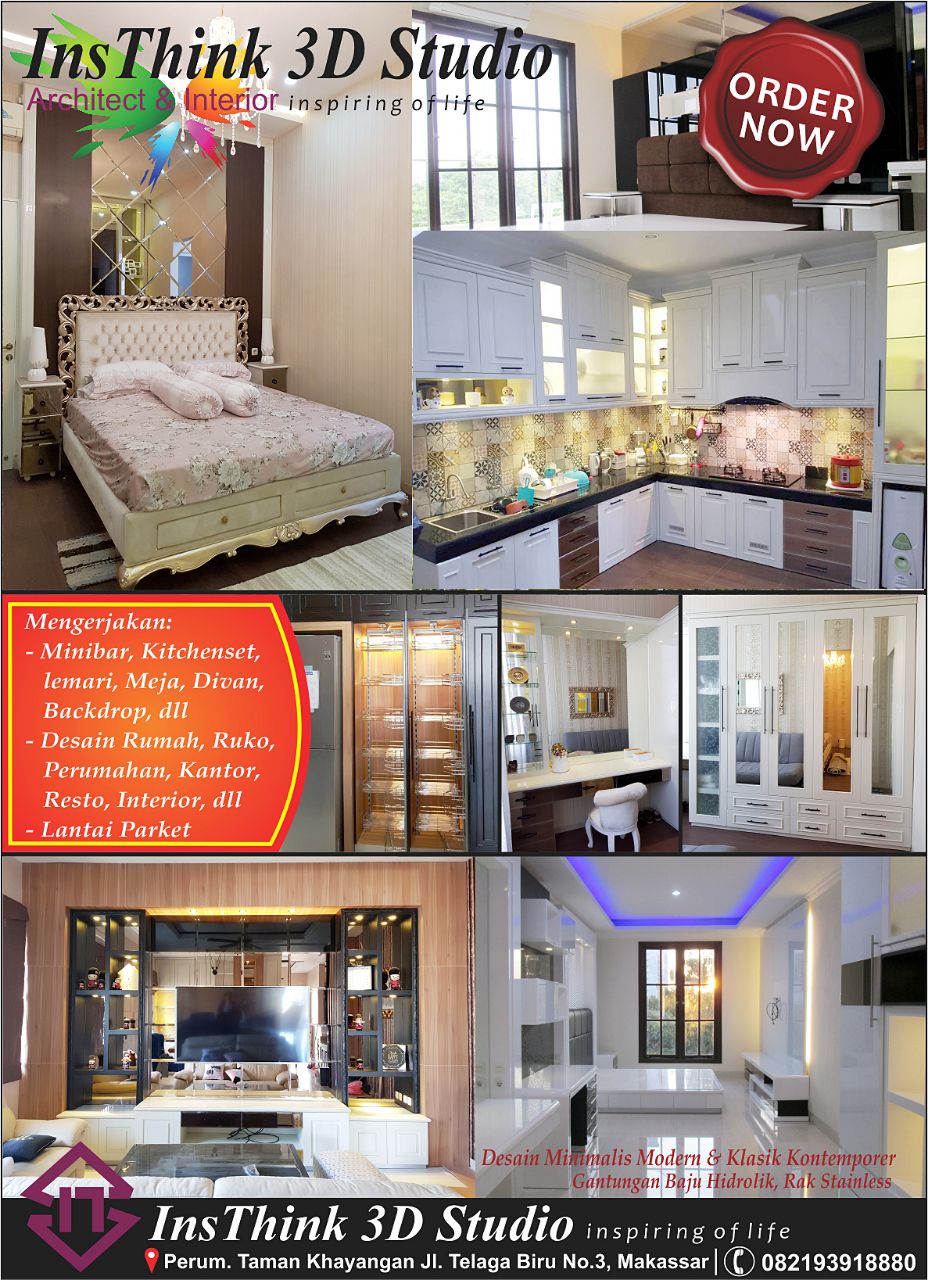 InsThink 3D Studio
Architect & Interior inspiring of life
ORDER
NOW
Mengerjakan:
- Minibar, Kitchenset,
lemari, Meja, Divan,
Backdrop, dll
- Desain Rumah, Ruko,
Perumahan, Kantor,
Resto, Interior, dll
- Lantai Parket
Desain Minimalis Modern & Klasik Kontemporer
Gantungan Baju Hidrolik, Rak Stainless
InsThink 3D Studio inspiring of life
Perum. Taman Khayangan Jl. Telaga Biru No.3, Makassar | 082193918880